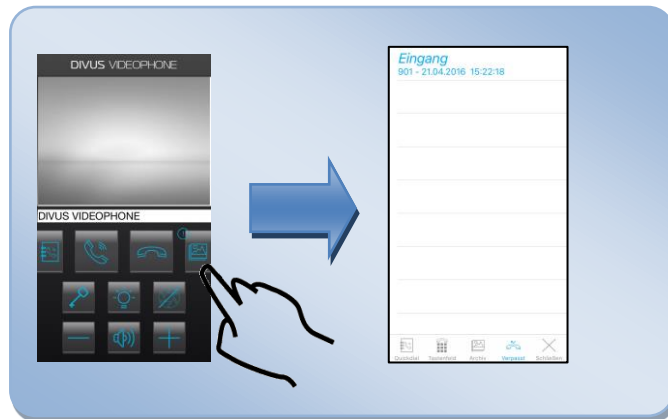 DIVUS VIDEOPHONE
DIVUS VIDEOPHONE
Eingang
901 - 21.04.2016 15:22:18
Quickdial Tastenfeld Archiv Verpasst Schließen